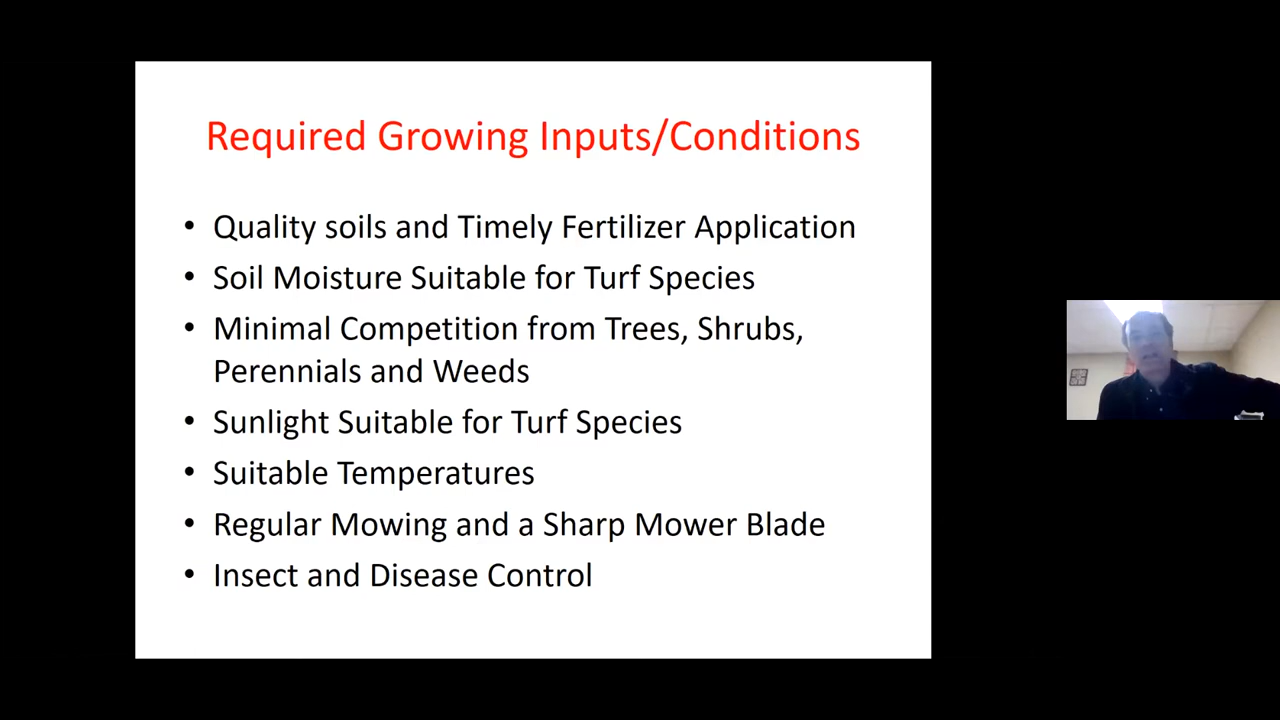 Required Growing Inputs/Conditions
• Quality soils and Timely Fertilizer Application
• Soil Moisture Suitable for Turf Species
• Minimal Competition from Trees, Shrubs,
Perennials and Weeds
• Sunlight Suitable for Turf Species
• Suitable Temperatures
• Regular Mowing and a Sharp Mower Blade
• Insect and Disease Control